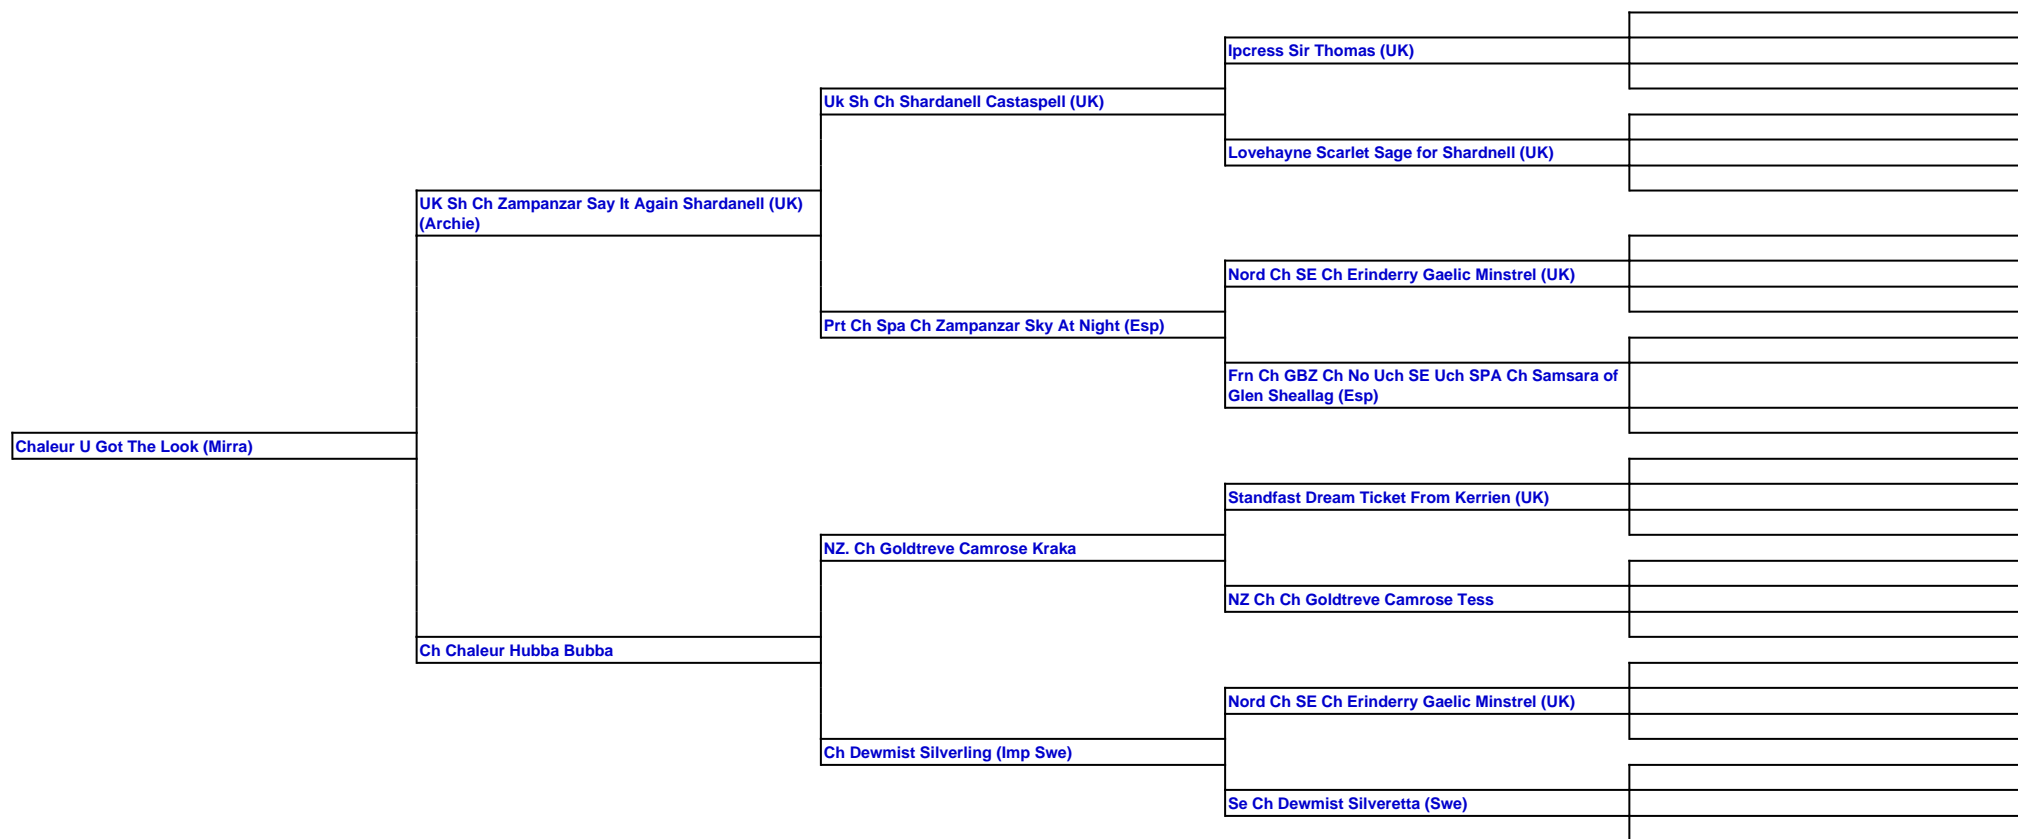 Ipcress Sir Thomas (UK)
Uk Sh Ch Shardanell Castaspell (UK)
Lovehayne Scarlet Sage for Shardnell (UK)
UK Sh Ch Zampanzar Say It Again Shardanell (UK)
(Archie)
Nord Ch SE Ch Erinderry Gaelic Minstrel (UK)
Prt Ch Spa Ch Zampanzar Sky At Night (Esp)
Frn Ch GBZ Ch No Uch SE Uch SPA Ch Samsara of
Glen Sheallag (Esp)
Chaleur U Got The Look (Mirra)
Standfast Dream Ticket From Kerrien (UK)
NZ. Ch Goldtreve Camrose Kraka
NZ Ch Ch Goldtreve Camrose Tess
Ch Chaleur Hubba Bubba
Nord Ch SE Ch Erinderry Gaelic Minstrel (UK)
Ch Dewmist Silverling (Imp Swe)
Se Ch Dewmist Silveretta (Swe)